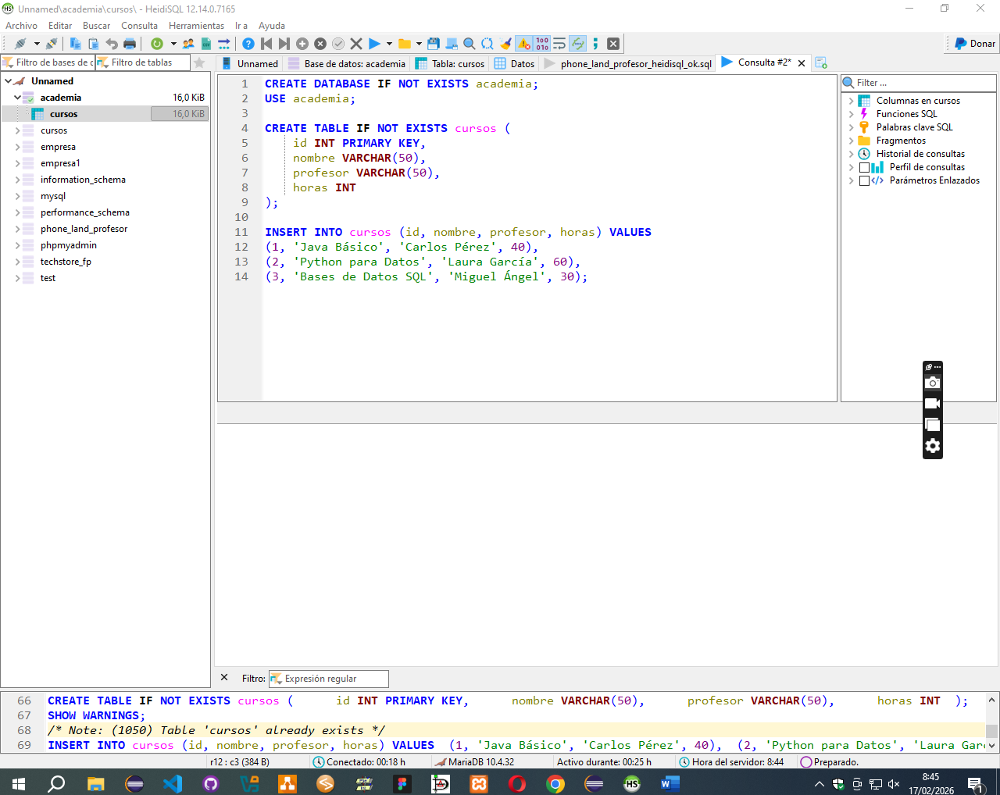 Unnamed\academia\cursos\ - HeidiSQL 12.14.0.7165
Archivo Editar Buscar Consulta Herramientas Ir a Ayuda
Donar
Filtro de bases de d Filtro de tablas
Unnamed
academia 16,0 KiB
cursos 16,0 KiB
cursos
empresa
empresa1
information_schema
mysql
performance_schema
phone_land_profesor
phpmyadmin
techstore_fp
test
Unnamed Base de datos: academia Tabla: cursos Datos phone_land_profesor_heidisql_ok.sql Consulta #2*
1 CREATE DATABASE IF NOT EXISTS academia;
2 USE academia;
3
4 CREATE TABLE IF NOT EXISTS cursos (
5 id INT PRIMARY KEY,
6 nombre VARCHAR(50),
7 profesor VARCHAR(50),
8 horas INT
9 );
10
11 INSERT INTO cursos (id, nombre, profesor, horas) VALUES
12 (1, 'Java Básico', 'Carlos Pérez', 40),
13 (2, 'Python para Datos', 'Laura García', 60),
14 (3, 'Bases de Datos SQL', 'Miguel Ángel', 30);
Filter ...
Columnas en cursos
Funciones SQL
Palabras clave SQL
Fragmentos
Historial de consultas
Perfil de consultas
Parámetros Enlazados
Filtro: Expresión regular
66 CREATE TABLE IF NOT EXISTS cursos ( id INT PRIMARY KEY, nombre VARCHAR(50), profesor VARCHAR(50), horas INT );
67 SHOW WARNINGS;
68 /* Note: (1050) Table 'cursos' already exists */
69 INSERT INTO cursos (id, nombre, profesor, horas) VALUES (1, 'Java Básico', 'Carlos Pérez', 40), (2, 'Python para Datos', 'Laura Gar
r12 : c3 (384 B) Conectado: 00:18 h MariaDB 10.4.32 Activo durante: 00:25 h Hora del servidor: 8:44 Preparado.
8:45
17/02/2026